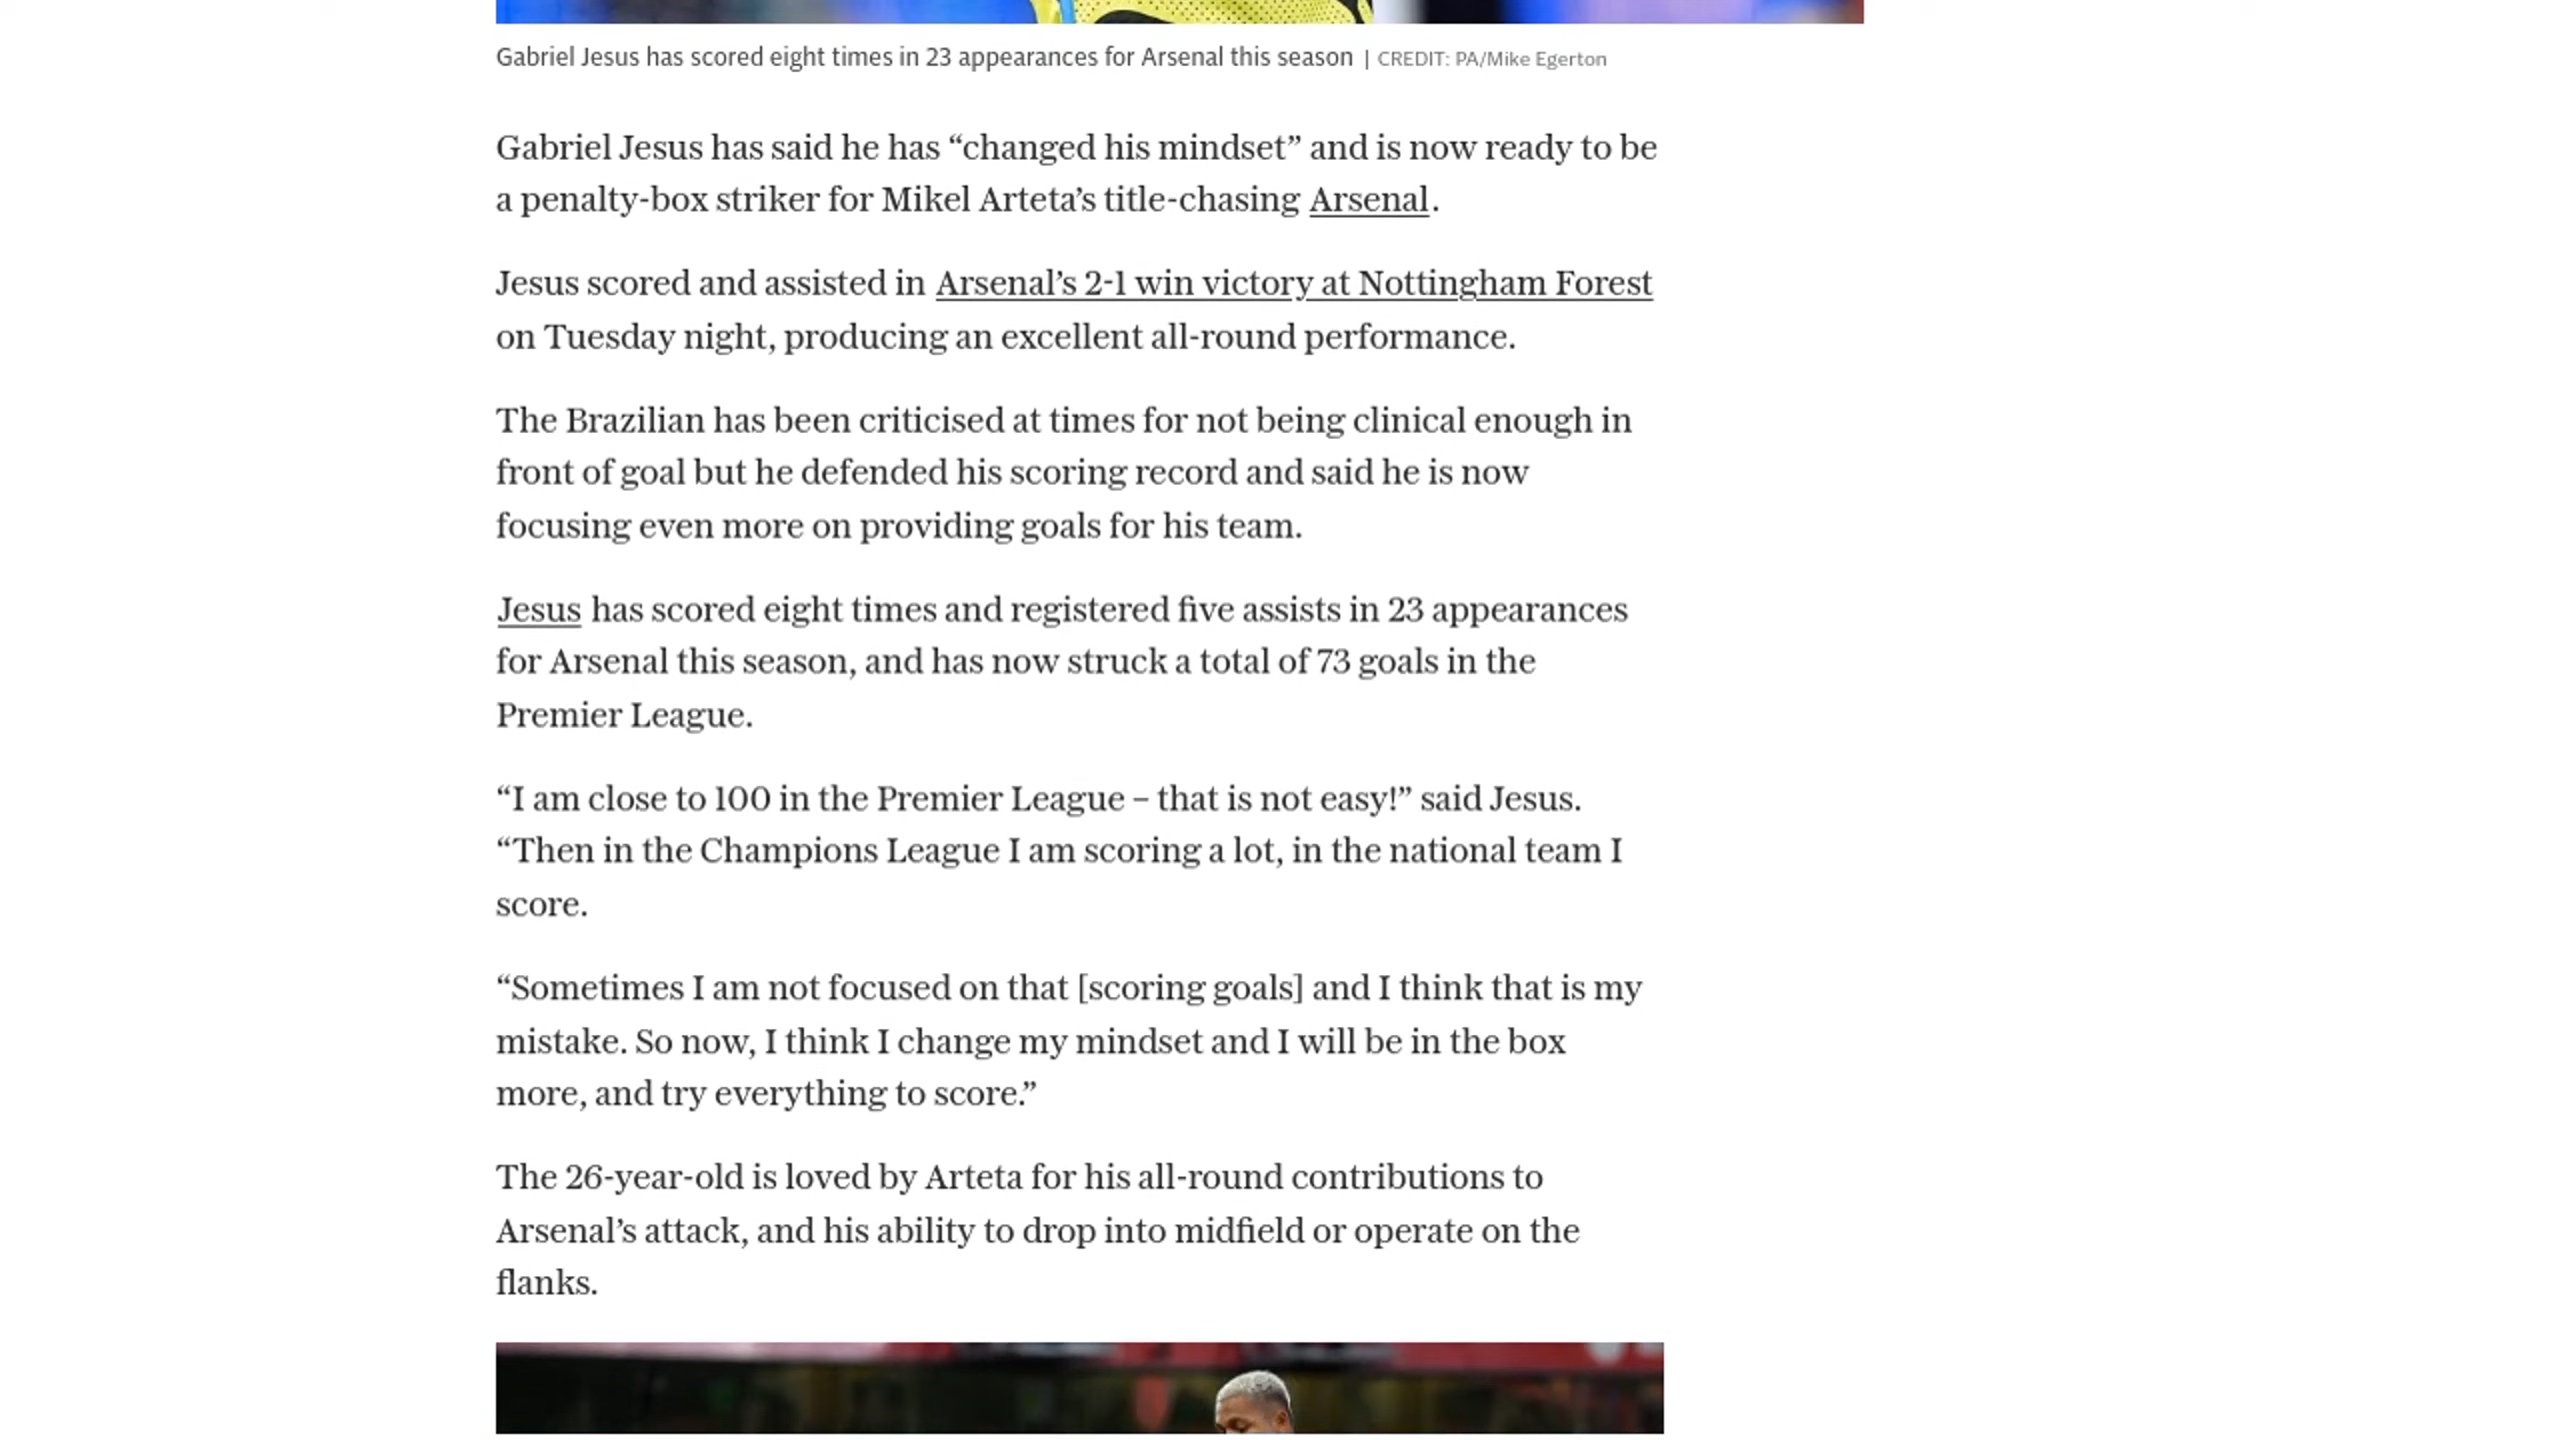 Gabriel Jesus has scored eight times in 23 appearances for Arsenal this season | CREDIT: PA/Mike Egerton
Gabriel Jesus has said he has “changed his mindset” and is now ready to be
a penalty-box striker for Mikel Arteta’s title-chasing Arsenal.
Jesus scored and assisted in Arsenal’s 2-1 win victory at Nottingham Forest
on Tuesday night, producing an excellent all-round performance.
The Brazilian has been criticised at times for not being clinical enough in
front of goal but he defended his scoring record and said he is now
focusing even more on providing goals for his team.
Jesus has scored eight times and registered five assists in 23 appearances
for Arsenal this season, and has now struck a total of 73 goals in the
Premier League.
“I am close to 100 in the Premier League – that is not easy!” said Jesus.
“Then in the Champions League I am scoring a lot, in the national team I
score.
“Sometimes I am not focused on that [scoring goals] and I think that is my
mistake. So now, I think I change my mindset and I will be in the box
more, and try everything to score.”
The 26-year-old is loved by Arteta for his all-round contributions to
Arsenal’s attack, and his ability to drop into midfield or operate on the
flanks.